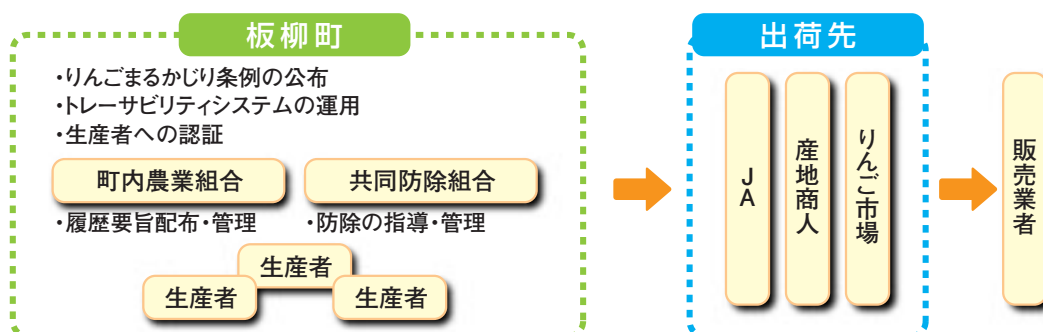 板柳町
・りんごまるかじり条例の公布
・トレーサビリティシステムの運用
・生産者への認証
町内農業組合
共同防除組合
・履歴要旨配布・管理
・防除の指導・管理
生産者
生産者
生産者
出荷先
JA
産地商人
りんご市場
販売業者